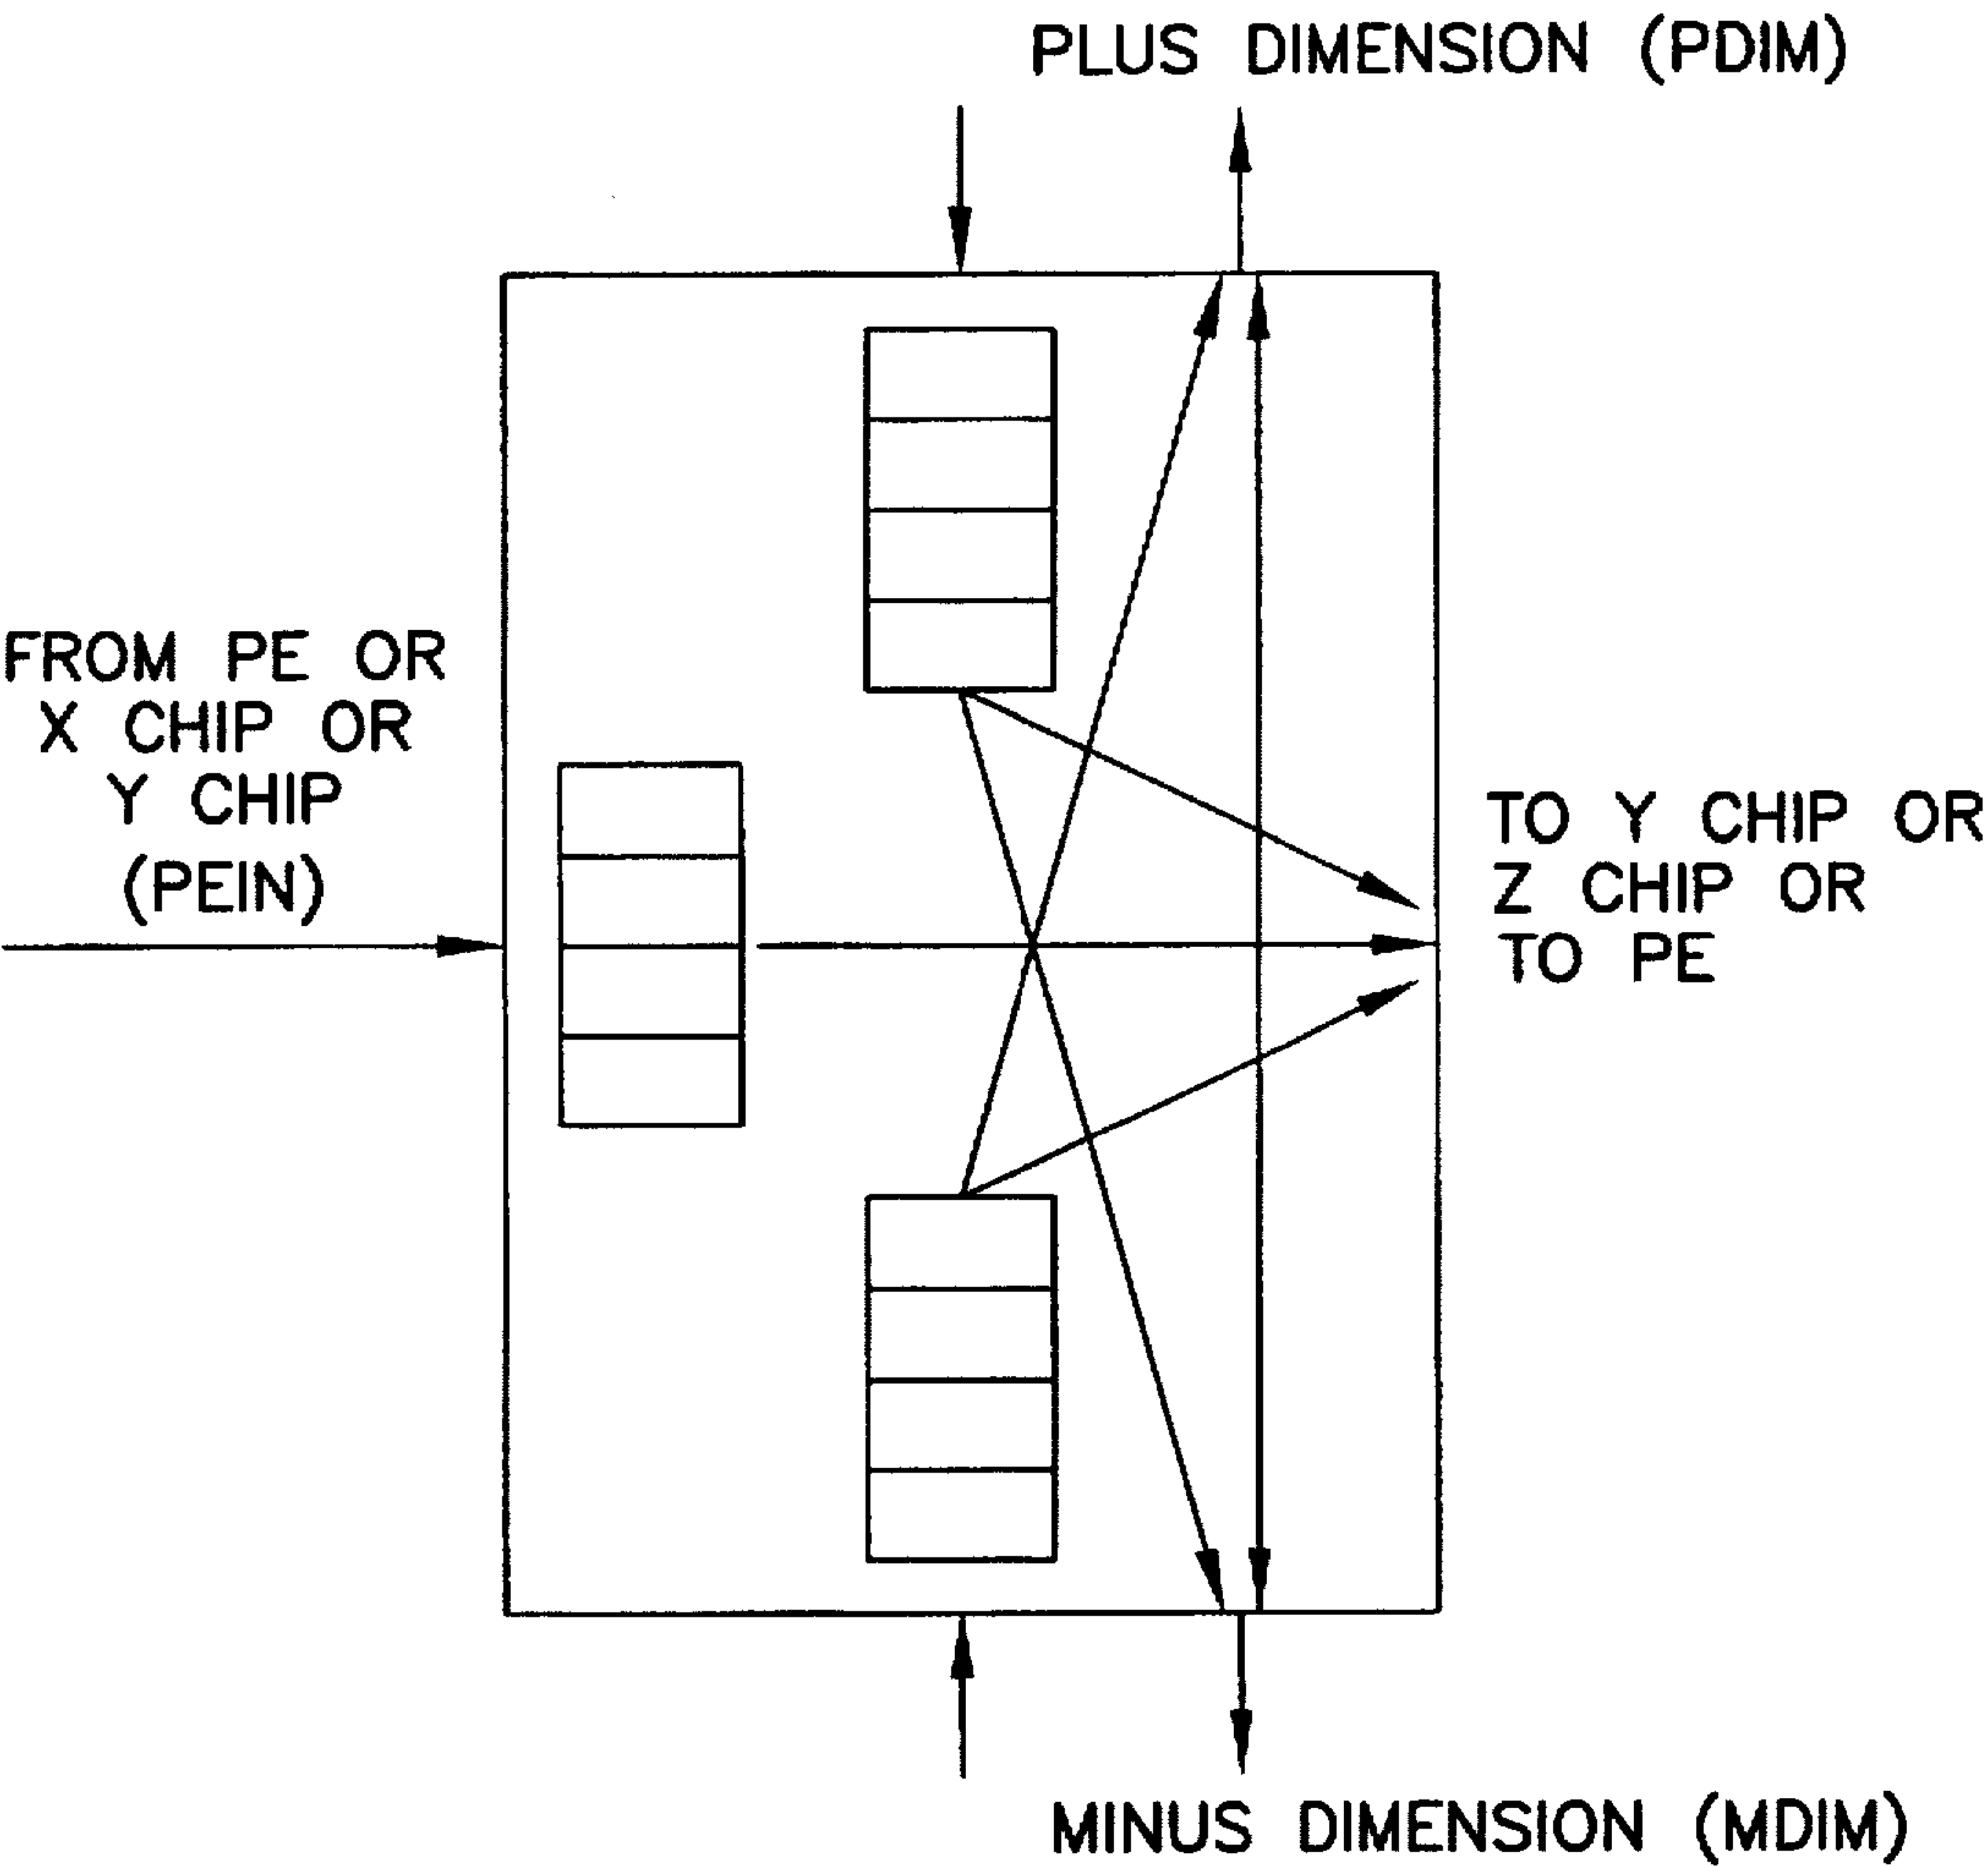 PLUS DIMENSION (PDIM)
FROM PE OR
X CHIP OR
Y CHIP
(PEIN)
TO Y CHIP OR
Z CHIP OR
TO PE
MINUS DIMENSION (MDIM)